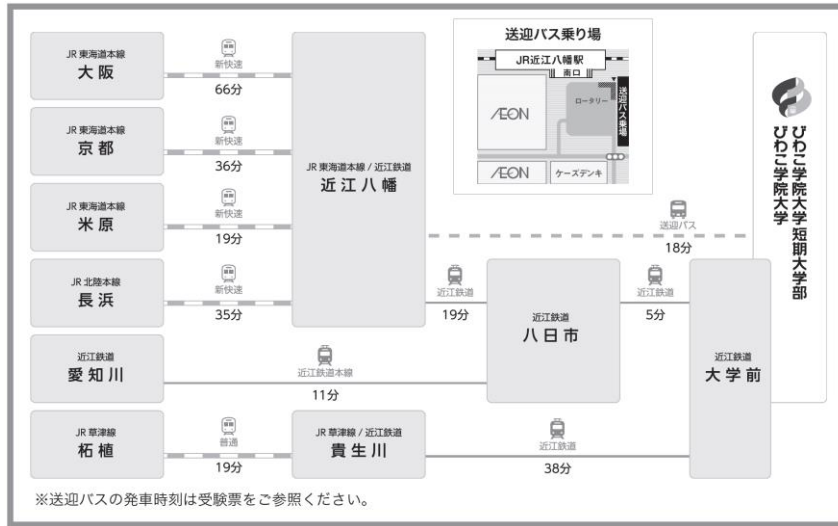 JR 東海道本線
大阪
新快速
66分
JR 東海道本線
京都
新快速
36分
JR 東海道本線
米原
新快速
19分
JR 北陸本線
長浜
新快速
35分
JR 東海道本線 / 近江鉄道
近江八幡
送迎バス乗り場
JR近江八幡駅
南口
ÆON
ロータリー
送迎バス乗場
ÆON
ケーズデンキ
送迎バス
18分
近江鉄道
19分
近江鉄道
八日市
近江鉄道
5分
近江鉄道
愛知川
近江鉄道本線
11分
近江鉄道
大学前
JR 草津線
柘植
普通
19分
JR 草津線 / 近江鉄道
貴生川
近江鉄道
38分
びわこ学院大学短期大学部
びわこ学院大学
※送迎バスの発車時刻は受験票をご参照ください。